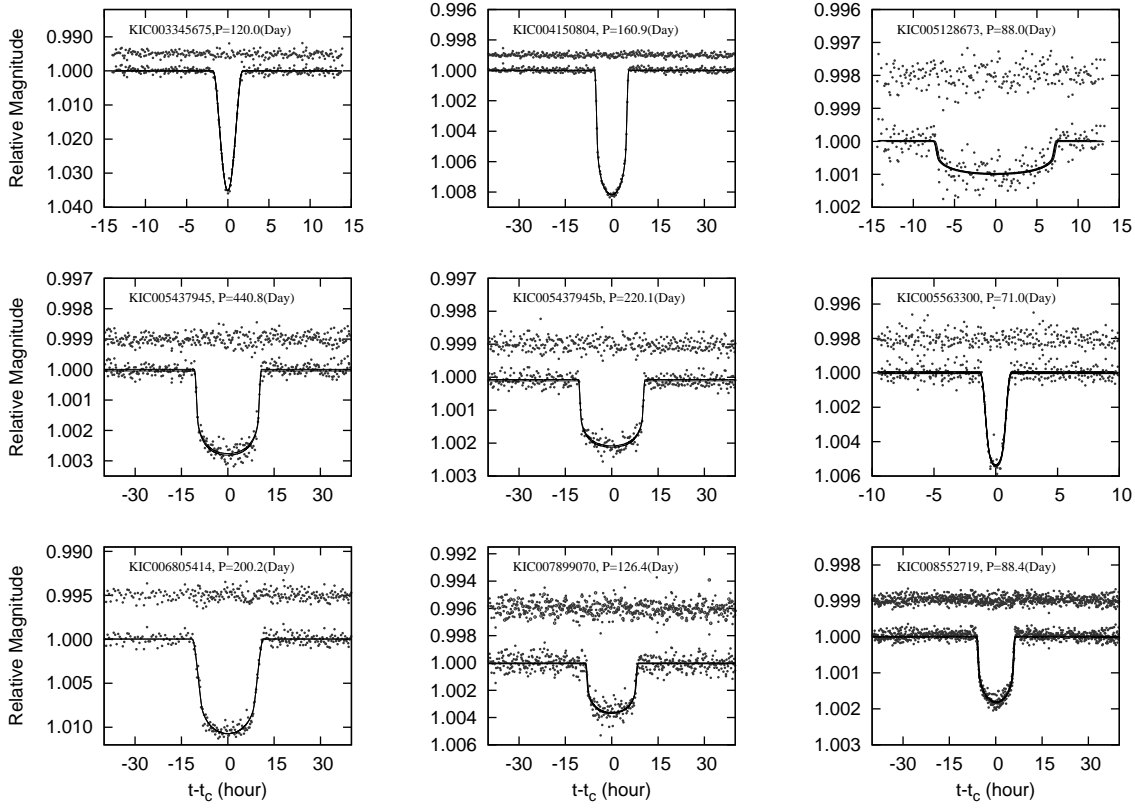 Relative Magnitude
KIC003345675,P=120.0(Day)
0.990
1.000
1.010
1.020
1.030
1.040
-15 -10 -5 0 5 10 15
KIC004150804, P=160.9(Day)
0.996
0.998
1.000
1.002
1.004
1.006
1.008
-30 -15 0 15 30
KIC005128673, P=88.0(Day)
0.996
0.997
0.998
0.999
1.000
1.001
1.002
-15 -10 -5 0 5 10 15
Relative Magnitude
KIC005437945, P=440.8(Day)
0.997
0.998
0.999
1.000
1.001
1.002
1.003
-30 -15 0 15 30
KIC005437945b, P=220.1(Day)
0.997
0.998
0.999
1.000
1.001
1.002
1.003
-30 -15 0 15 30
KIC005563300, P=71.0(Day)
0.996
0.998
1.000
1.002
1.004
1.006
-10 -5 0 5 10
Relative Magnitude
KIC006805414, P=200.2(Day)
0.990
0.995
1.000
1.005
1.010
-30 -15 0 15 30
t-tc (hour)
KIC007899070, P=126.4(Day)
0.992
0.994
0.996
0.998
1.000
1.002
1.004
1.006
-30 -15 0 15 30
t-tc (hour)
KIC008552719, P=88.4(Day)
0.998
0.999
1.000
1.001
1.002
1.003
-30 -15 0 15 30
t-tc (hour)